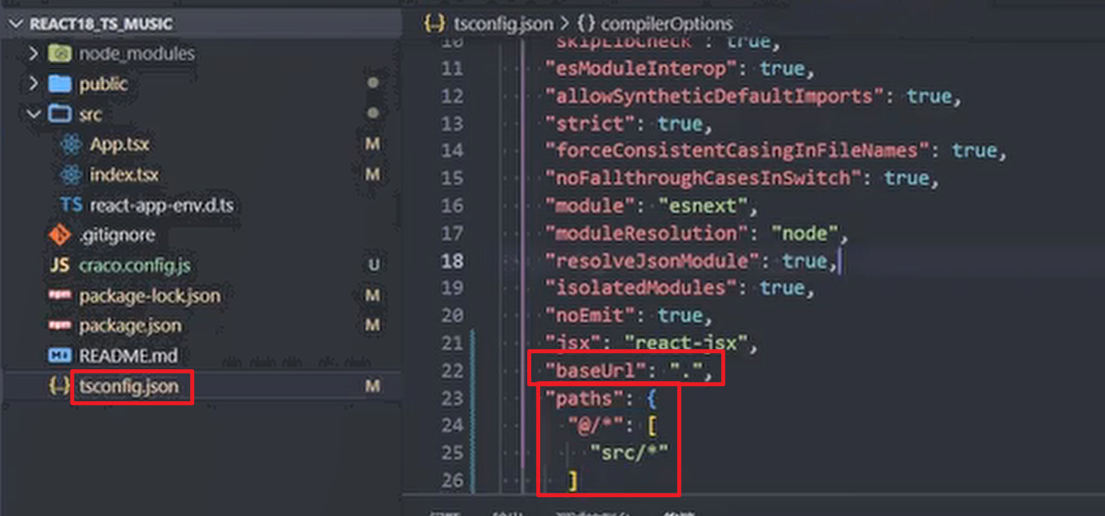 REACT18_TS_MUSIC
node_modules
public
src
App.tsx M
index.tsx M
TS react-app-env.d.ts
.gitignore
JS craco.config.js U
npm package-lock.json M
npm package.json M
README.md
{..} tsconfig.json M
{..} tsconfig.json > {} compilerOptions
10 "skipLibCheck": true,
11 "esModuleInterop": true,
12 "allowSyntheticDefaultImports": true,
13 "strict": true,
14 "forceConsistentCasingInFileNames": true,
15 "noFallthroughCasesInSwitch": true,
16 "module": "esnext",
17 "moduleResolution": "node",
18 "resolveJsonModule": true,
19 "isolatedModules": true,
20 "noEmit": true,
21 "jsx": "react-jsx",
22 "baseUrl": ".",
23 "paths": {
24 "@/*": [
25 "src/*"
26 ]